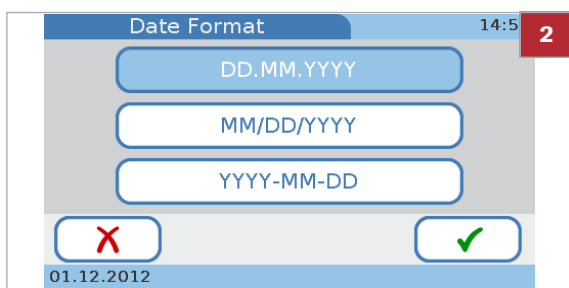 Date Format 14:5
2
DD.MM.YYYY
MM/DD/YYYY
YYYY-MM-DD
01.12.2012